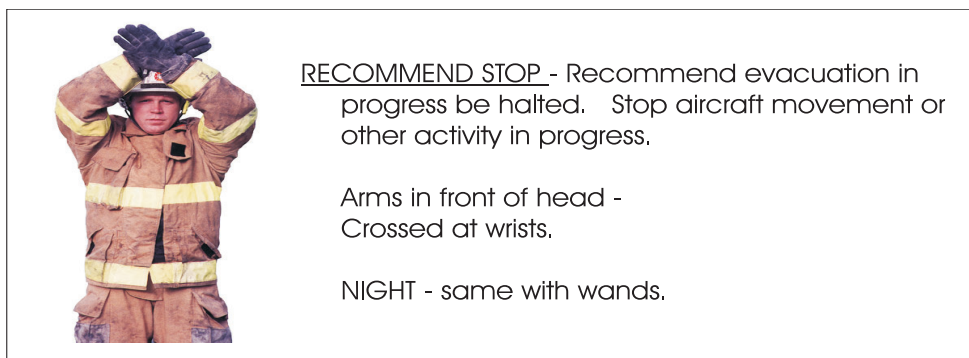 RECOMMEND STOP - Recommend evacuation in
progress be halted. Stop aircraft movement or
other activity in progress.
Arms in front of head -
Crossed at wrists.
NIGHT - same with wands.